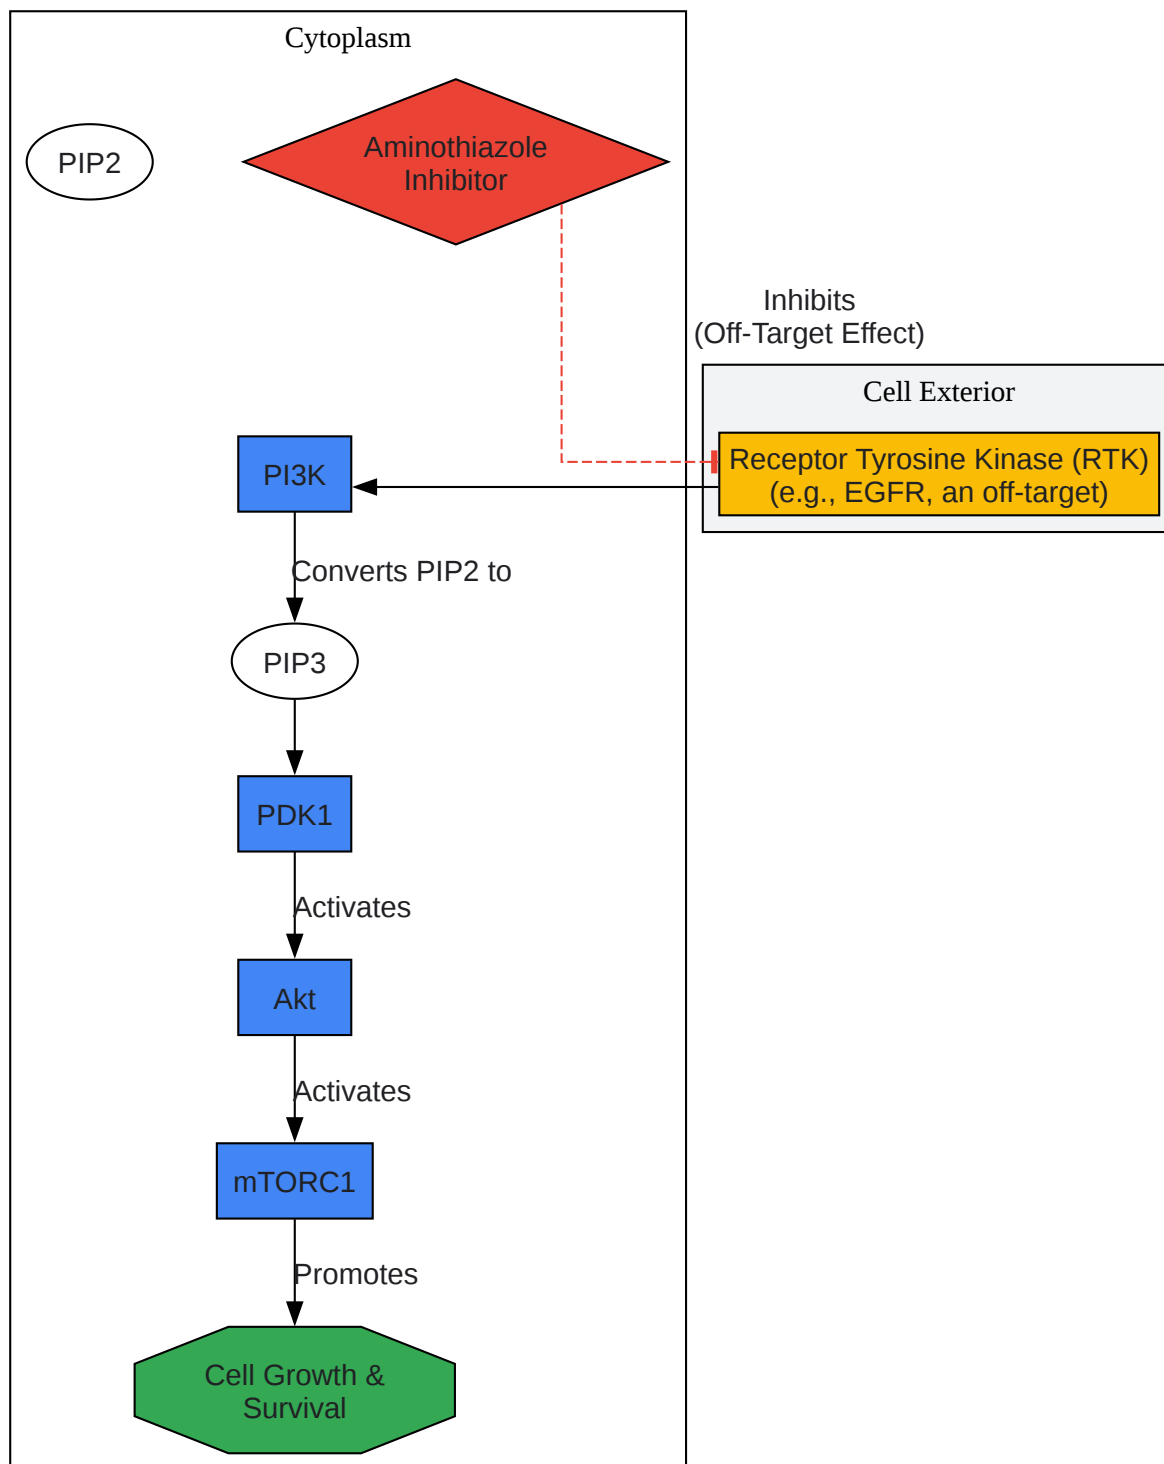 Cytoplasm
PIP2
Aminothiazole
Inhibitor
Inhibits
(Off-Target Effect)
Cell Exterior
Receptor Tyrosine Kinase (RTK)
(e.g., EGFR, an off-target)
PI3K
Converts PIP2 to
PIP3
PDK1
Activates
Akt
Activates
mTORC1
Promotes
Cell Growth &
Survival